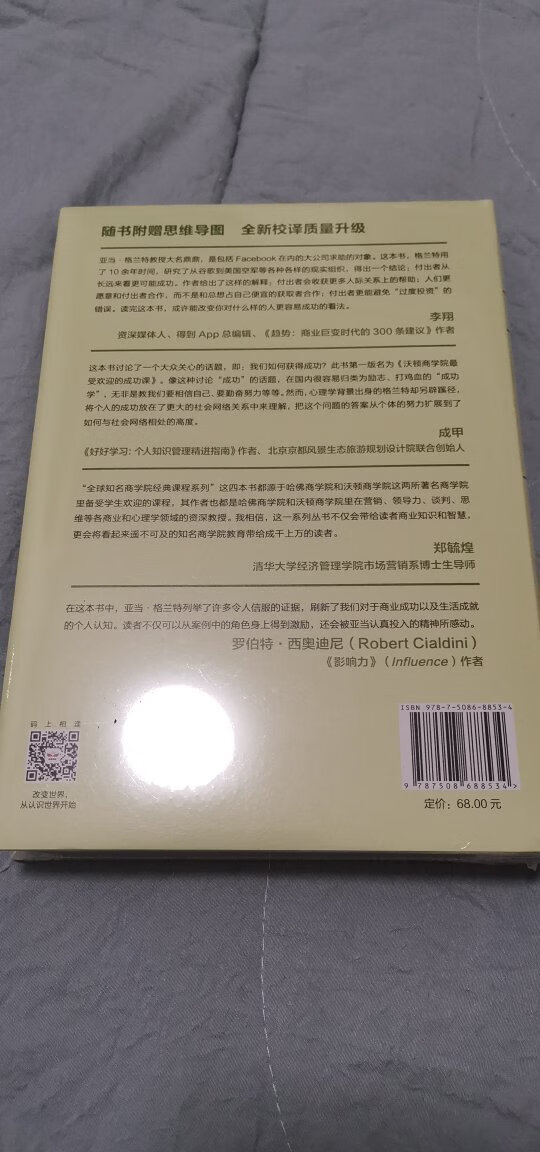 随书附赠思维导图 全新校译质量升级
亚当·格兰特教授大名鼎鼎，是包括 Facebook 在内的大公司求助的对象。这本书，格兰特用
了 10 余年时间，研究了从谷歌到美国空军等各种各样的现实组织，得出一个结论：付出者从
长远来看更可能成功。作者给出了这样的解释：付出者会收获更多人际关系上的帮助；人们更
愿意和付出者合作，而不是和总想占自己便宜的获取者合作；付出者更能避免“过度投资”的
错误。读完这本书，或许能改变你对什么样的人更容易成功的看法。
李翔
资深媒体人、得到 App 总编辑、《趋势：商业巨变时代的 300 条建议》作者
这本书讨论了一个大众关心的话题，即：我们如何获得成功？此书第一版名为《沃顿商学院最
受欢迎的成功课》。像这种讨论“成功”的话题，在国内很容易归类为励志、打鸡血的“成功
学”，无非是教我们要相信自己、要勤奋努力等等。然而，心理学背景出身的格兰特却另辟蹊径，
将个人的成功放在了更大的社会网络关系中来理解，把这个问题的答案从个体的努力扩展到了
如何与社会网络相处的高度。
成甲
《好好学习：个人知识管理精进指南》作者、北京京都风景生态旅游规划设计院联合创始人
“全球知名商学院经典课程系列”这四本书都源于哈佛商学院和沃顿商学院这两所著名商学院
里备受学生欢迎的课程，其作者也都是哈佛商学院和沃顿商学院里在营销、领导力、谈判、思
维等各商业和心理学领域的资深教授。我相信，这一系列丛书不仅会带给读者商业知识和智慧，
更会将看起来遥不可及的知名商学院教育带给成千上万的读者。
郑毓煌
清华大学经济管理学院市场营销系博士生导师
在这本书中，亚当·格兰特列举了许多令人信服的证据，刷新了我们对于商业成功以及生活成就
的个人认知。读者不仅可以从案例中的角色身上得到激励，还会被亚当认真投入的精神所感动。
罗伯特·西奥迪尼（Robert Cialdini）
《影响力》（Influence）作者
码上相逢
改变世界，
从认识世界开始
ISBN 978-7-5086-8853-4
9 787508 688534 >
定价：68.00 元